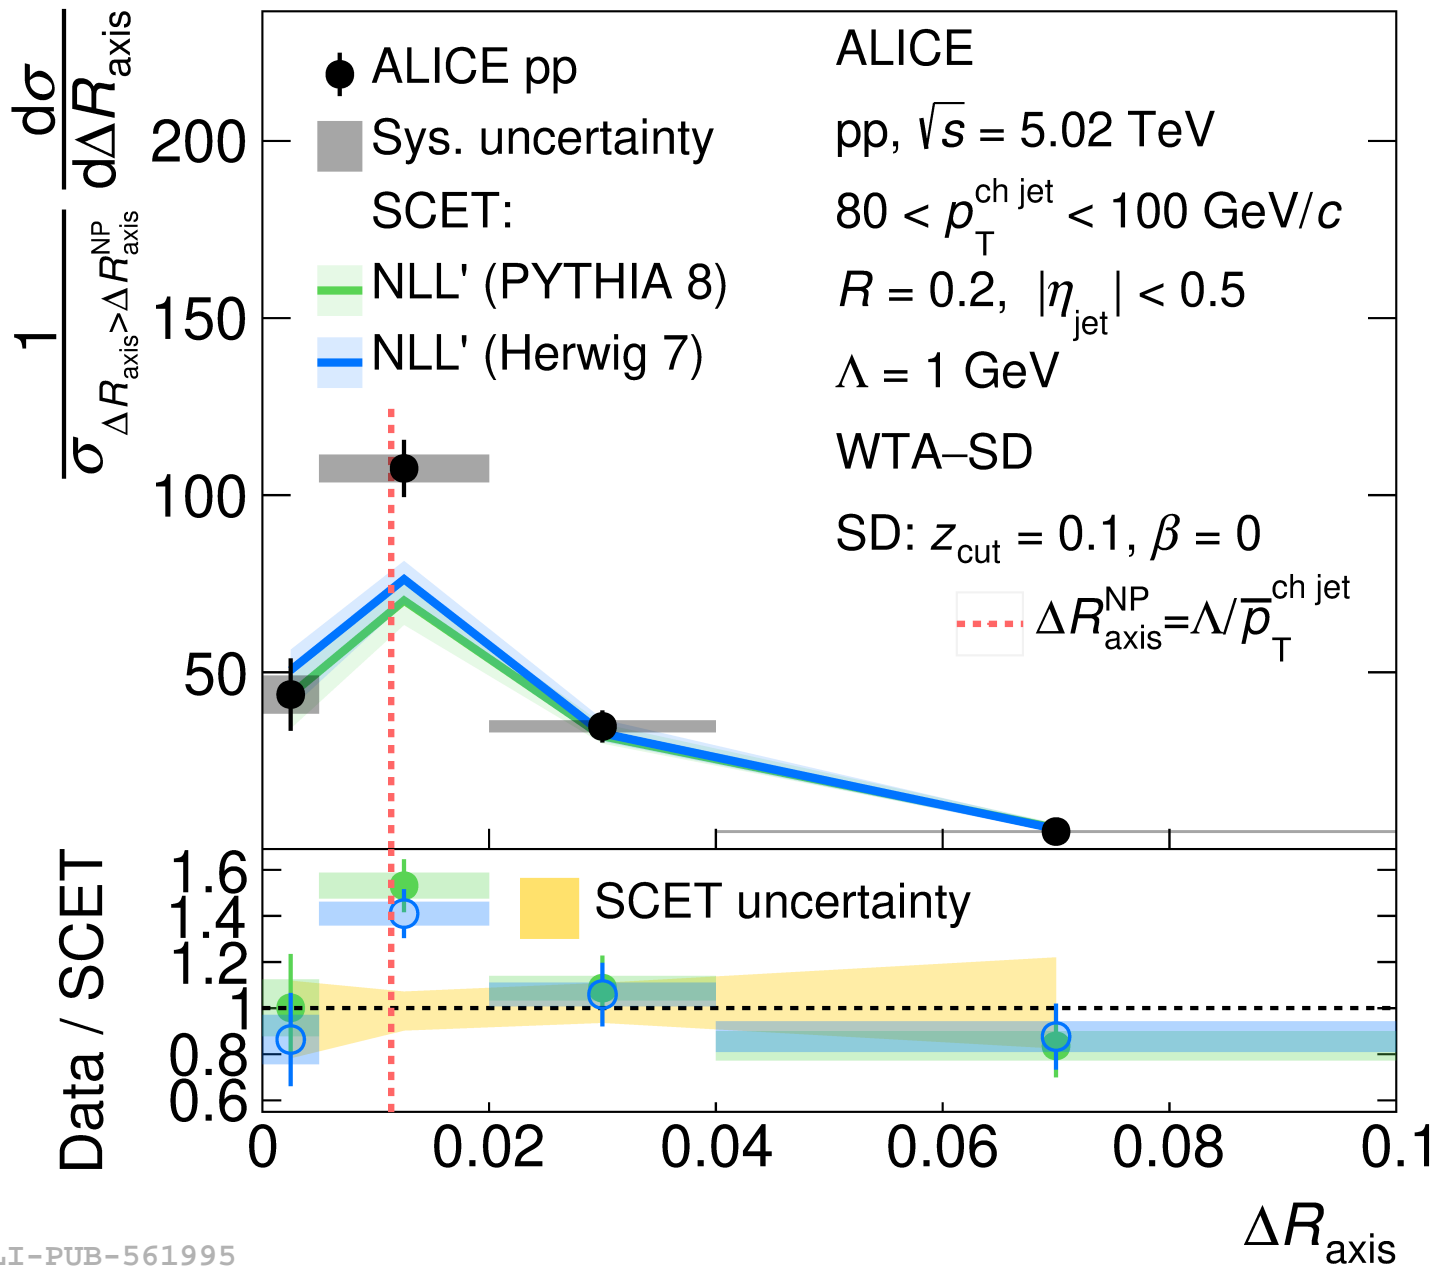 1/σ ΔR_axis>ΔR_axis^NP dσ/dΔR_axis
ALICE pp
Sys. uncertainty
SCET:
NLL' (PYTHIA 8)
NLL' (Herwig 7)
ALICE
pp, √s = 5.02 TeV
80 < p_T^ch jet < 100 GeV/c
R = 0.2, |η_jet| < 0.5
Λ = 1 GeV
WTA–SD
SD: z_cut = 0.1, β = 0
ΔR_axis^NP=Λ/p̅_T^ch jet
200
150
100
50
Data / SCET
SCET uncertainty
1.6
1.4
1.2
1
0.8
0.6
0 0.02 0.04 0.06 0.08 0.1
ΔR_axis
LI-PUB-561995